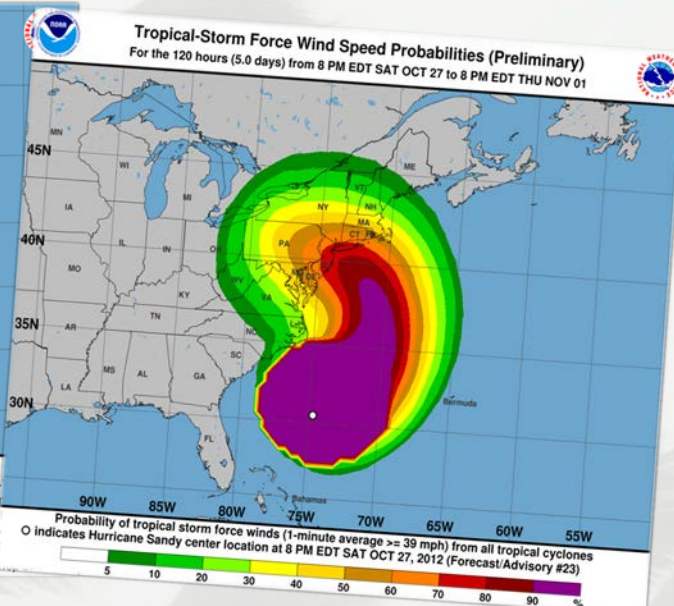 noaa
Tropical-Storm Force Wind Speed Probabilities (Preliminary)
For the 120 hours (5.0 days) from 8 PM EDT SAT OCT 27 to 8 PM EDT THU NOV 01
MN
45N
WI
ME
VT
MI
NY
NH
MA
CT
IA
40N
PA
IL
IN
MO
WV
VA
KY
35N
TN
NC
AR
SC
MS
AL
GA
30N
LA
Bermuda
FL
Bahamas
90W
85W
80W
75W
70W
65W
60W
55W
Probability of tropical storm force winds (1-minute average >= 39 mph) from all tropical cyclones
indicates Hurricane Sandy center location at 8 PM EDT SAT OCT 27, 2012 (Forecast/Advisory #23)
5 10 20 30 40 50 60 70 80 90 %